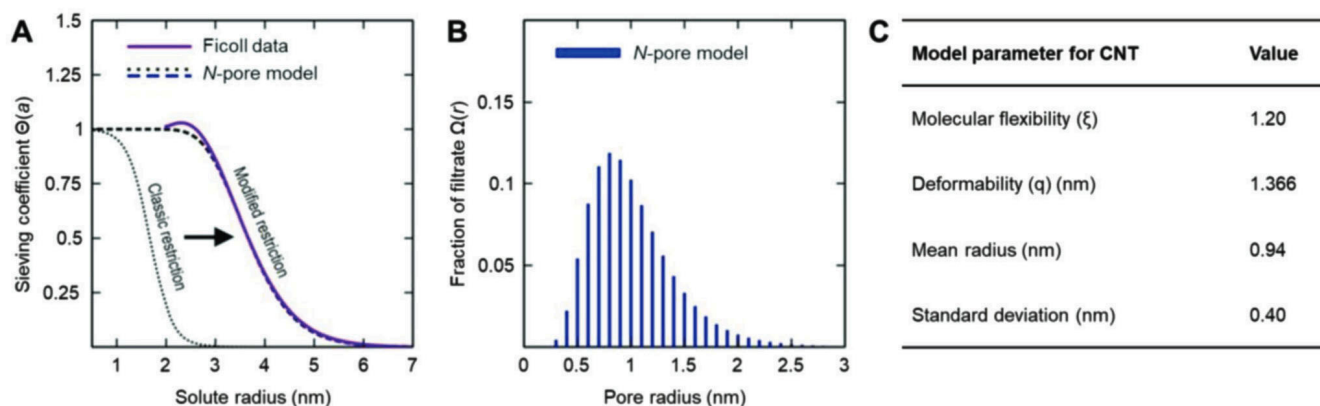 A
Sieving coefficient Θ(a)
1.5
1.25
1
0.75
0.5
0.25
Ficoll data
N-pore model
Classic restriction
Modified restriction
1 2 3 4 5 6 7
Solute radius (nm)
B
Fraction of filtrate Ω(r)
0.15
0.1
0.05
N-pore model
0 0.5 1 1.5 2 2.5 3
Pore radius (nm)
C
Model parameter for CNT Value
Molecular flexibility (ξ) 1.20
Deformability (q) (nm) 1.366
Mean radius (nm) 0.94
Standard deviation (nm) 0.40